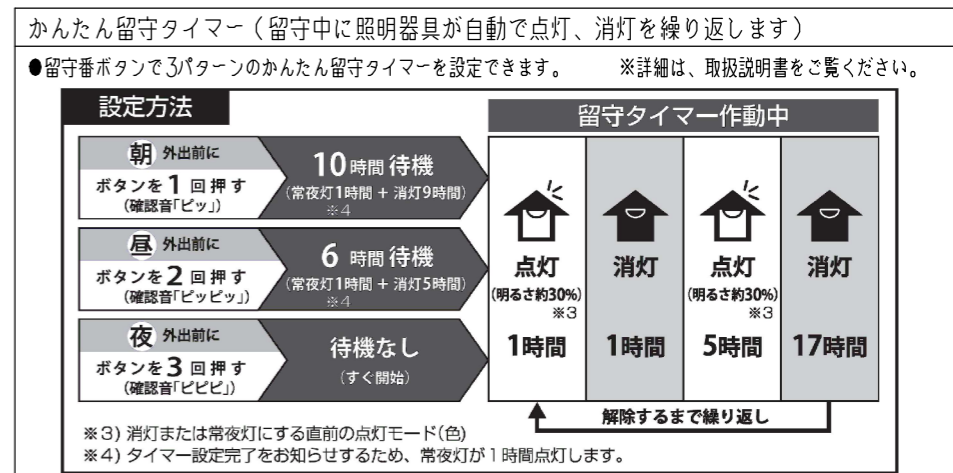 かんたん留守タイマー(留守中に照明器具が自動で点灯、消灯を繰り返します)
●留守番ボタンで3パターンのかんたん留守タイマーを設定できます。 ※詳細は、取扱説明書をご覧ください。
設定方法
留守タイマー作動中
朝 外出前に
ボタンを1回押す
(確認音「ピッ」)
10時間 待機
(常夜灯1時間 + 消灯9時間)
※4
昼 外出前に
ボタンを2回押す
(確認音「ピッピッ」)
6 時間 待機
(常夜灯1時間 + 消灯5時間)
※4
夜 外出前に
ボタンを3回押す
(確認音「ピピピ」)
待機なし
(すぐ開始)
点灯
(明るさ約30%)
※3
1時間
消灯
1時間
点灯
(明るさ約30%)
※3
5時間
消灯
17時間
解除するまで繰り返し
※3) 消灯または常夜灯にする直前の点灯モード(色)
※4) タイマー設定完了をお知らせするため、常夜灯が1時間点灯します。